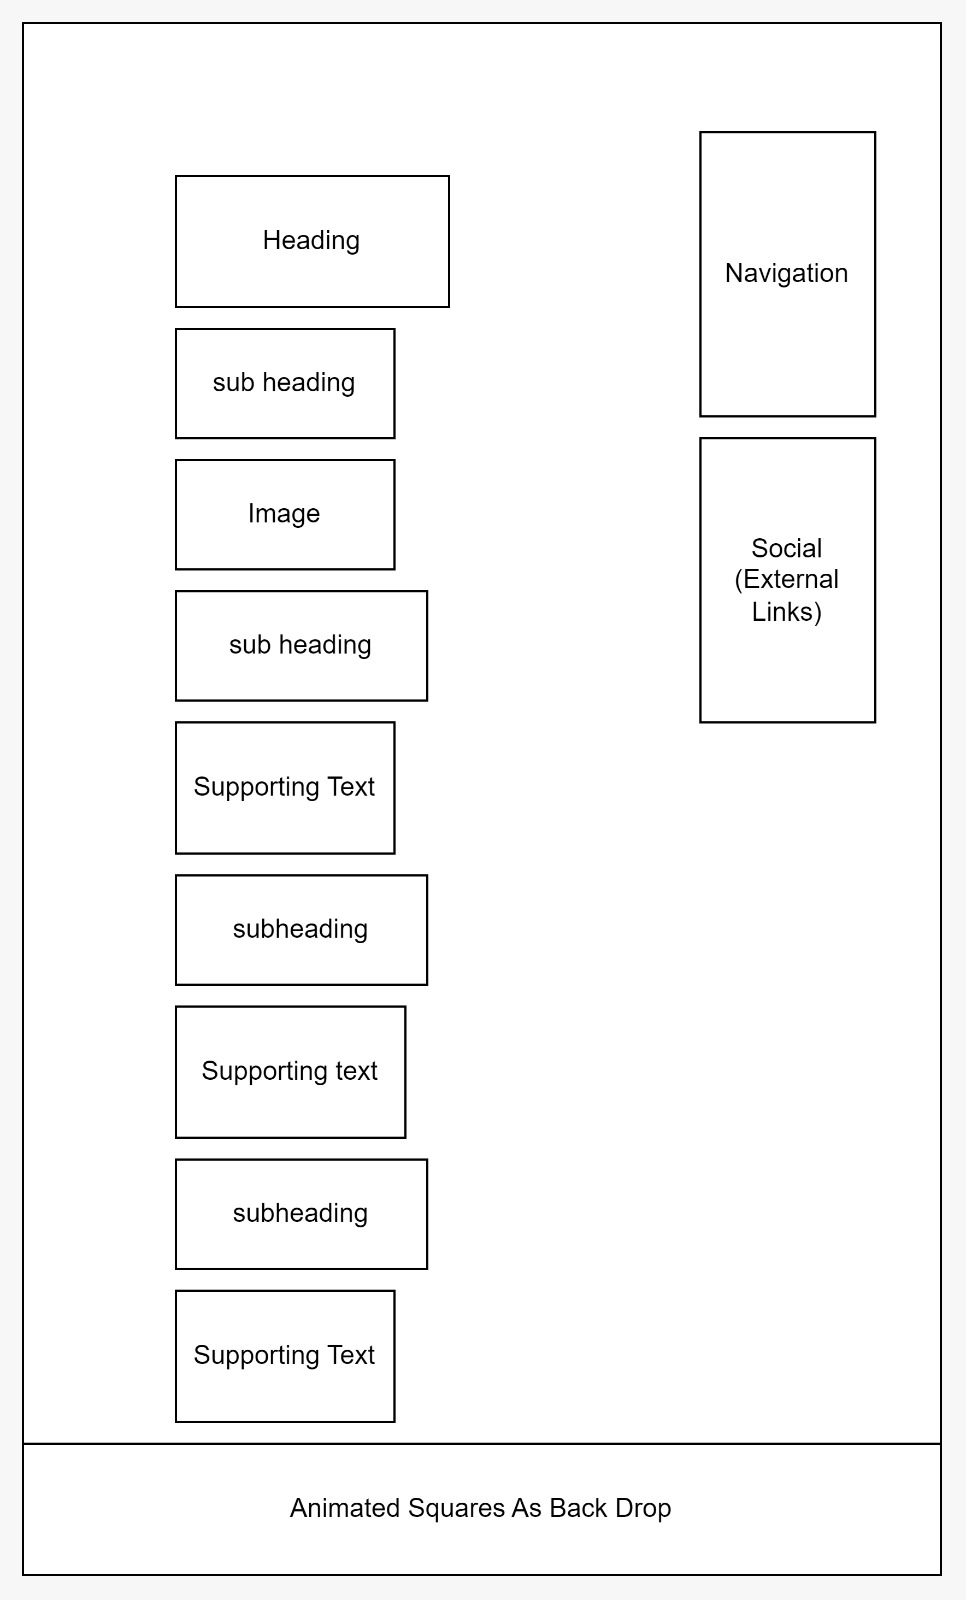 Heading
sub heading
Image
sub heading
Supporting Text
subheading
Supporting text
subheading
Supporting Text
Navigation
Social
(External
Links)
Animated Squares As Back Drop